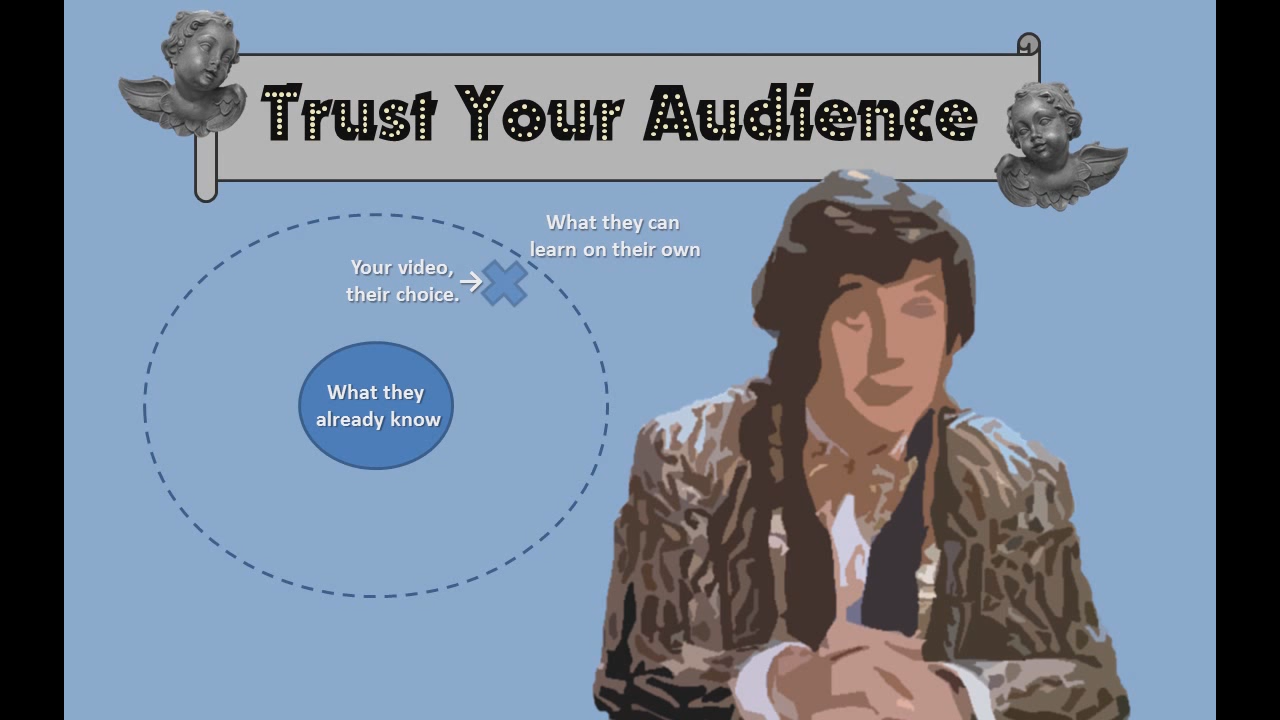 Trust Your Audience
What they can
learn on their own
Your video,
their choice.
What they
already know